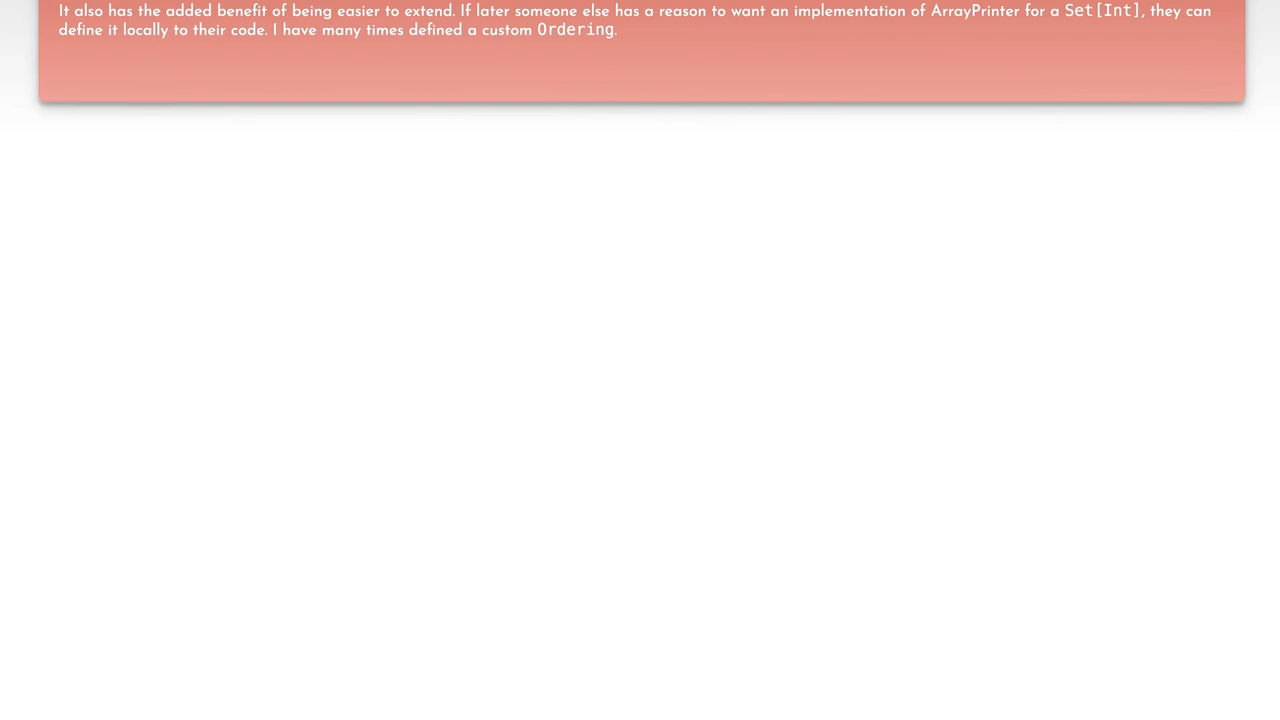 It also has the added benefit of being easier to extend. If later someone else has a reason to want an implementation of ArrayPrinter for a Set[Int], they can
define it locally to their code. I have many times defined a custom Ordering.